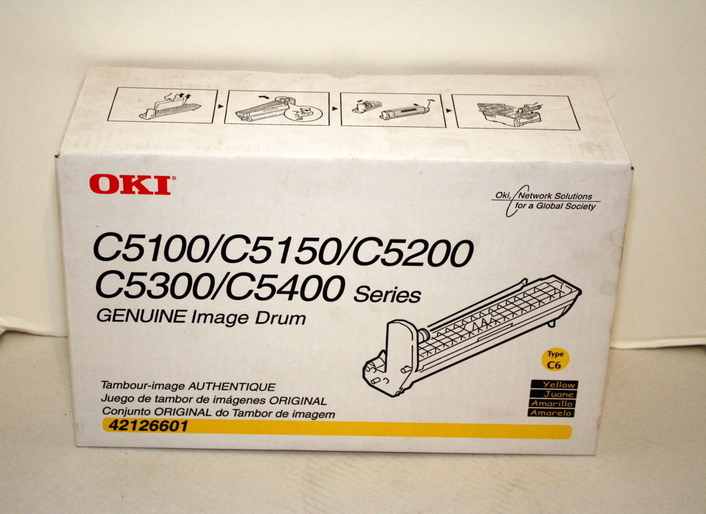 OKI
Oki, Network Solutions
for a Global Society
C5100/C5150/C5200
C5300/C5400 Series
GENUINE Image Drum
Type
C6
Yellow
Juane
Amarillo
Amarelo
Tambour-image AUTHENTIQUE
Juego de tambor de imágenes ORIGINAL
Conjunto ORIGINAL do Tambor de imagem
42126601